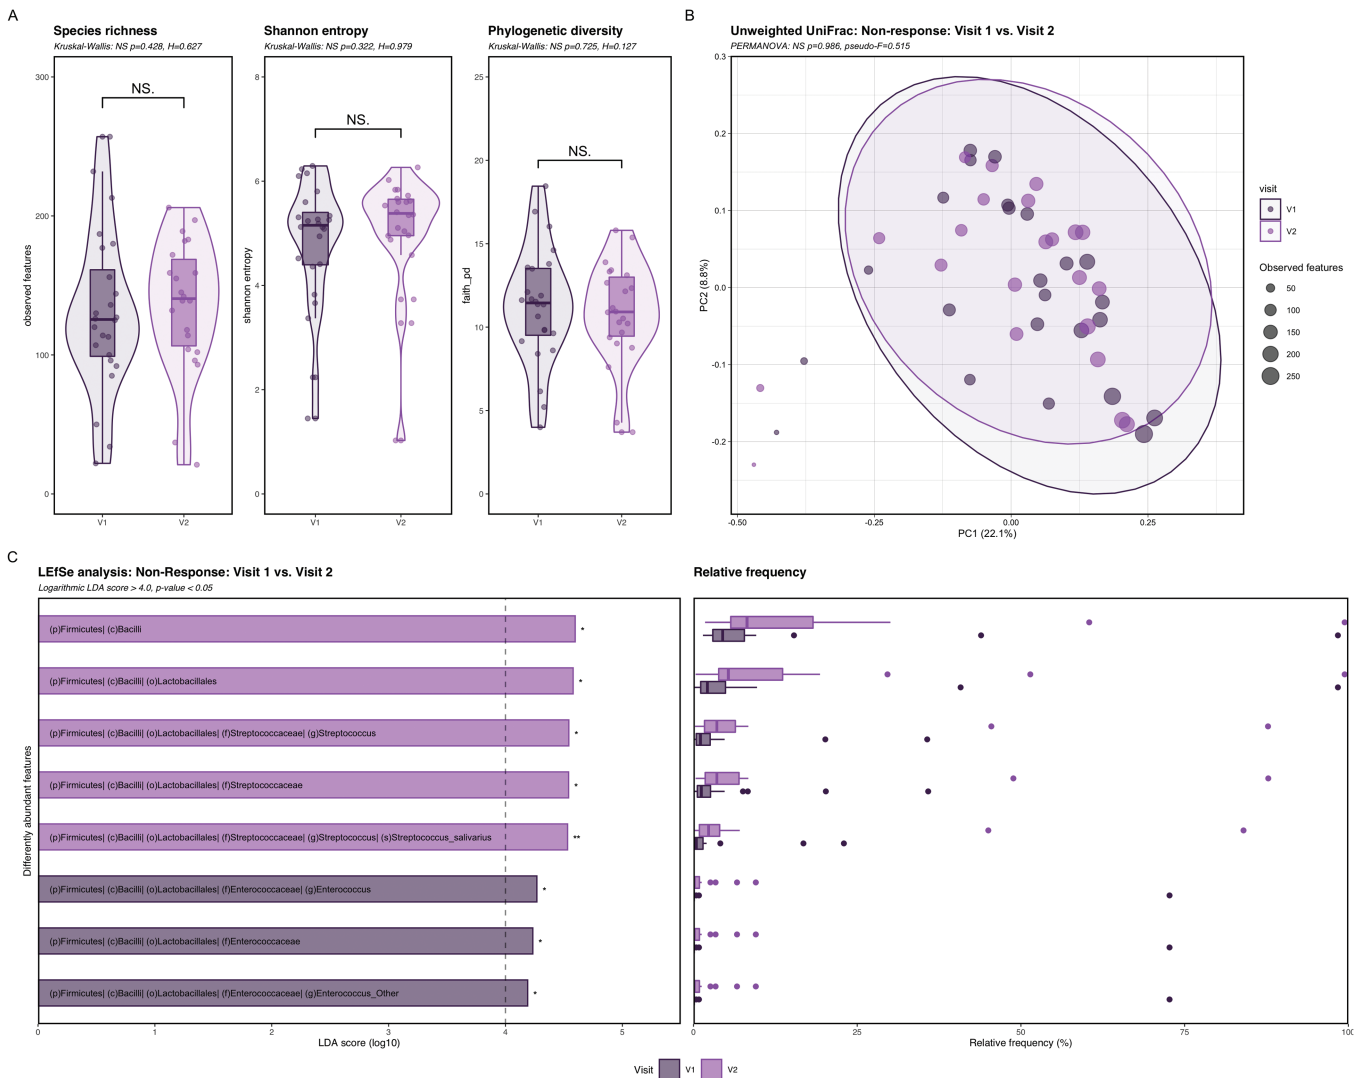 A
Species richness
Kruskal-Wallis: NS p=0.428, H=0.627
Shannon entropy
Kruskal-Wallis: NS p=0.322, H=0.979
Phylogenetic diversity
Kruskal-Wallis: NS p=0.725, H=0.127
300
200
100
0
observed features
NS.
V1
V2
8
6
4
2
0
shannon entropy
NS.
V1
V2
25
20
15
10
5
0
faith_pd
NS.
V1
V2
B
Unweighted UniFrac: Non-response: Visit 1 vs. Visit 2
PERMANOVA: NS p=0.986, pseudo-F=0.515
0.3
0.2
0.1
0.0
-0.1
-0.2
PC2 (8.8%)
-0.50
-0.25
0.00
0.25
PC1 (22.1%)
visit
V1
V2
Observed features
50
100
150
200
250
C
LEfSe analysis: Non-Response: Visit 1 vs. Visit 2
Logarithmic LDA score > 4.0, p-value < 0.05
Differently abundant features
(p)Firmicutes| (c)Bacilli
*
(p)Firmicutes| (c)Bacilli| (o)Lactobacillales
*
(p)Firmicutes| (c)Bacilli| (o)Lactobacillales| (f)Streptococcaceae| (g)Streptococcus
*
(p)Firmicutes| (c)Bacilli| (o)Lactobacillales| (f)Streptococcaceae
*
(p)Firmicutes| (c)Bacilli| (o)Lactobacillales| (f)Streptococcaceae| (g)Streptococcus| (s)Streptococcus_salivarius
**
(p)Firmicutes| (c)Bacilli| (o)Lactobacillales| (f)Enterococcaceae| (g)Enterococcus
*
(p)Firmicutes| (c)Bacilli| (o)Lactobacillales| (f)Enterococcaceae
*
(p)Firmicutes| (c)Bacilli| (o)Lactobacillales| (f)Enterococcaceae| (g)Enterococcus_Other
*
0
1
2
3
4
5
LDA score (log10)
Relative frequency
0
25
50
75
100
Relative frequency (%)
Visit
V1
V2